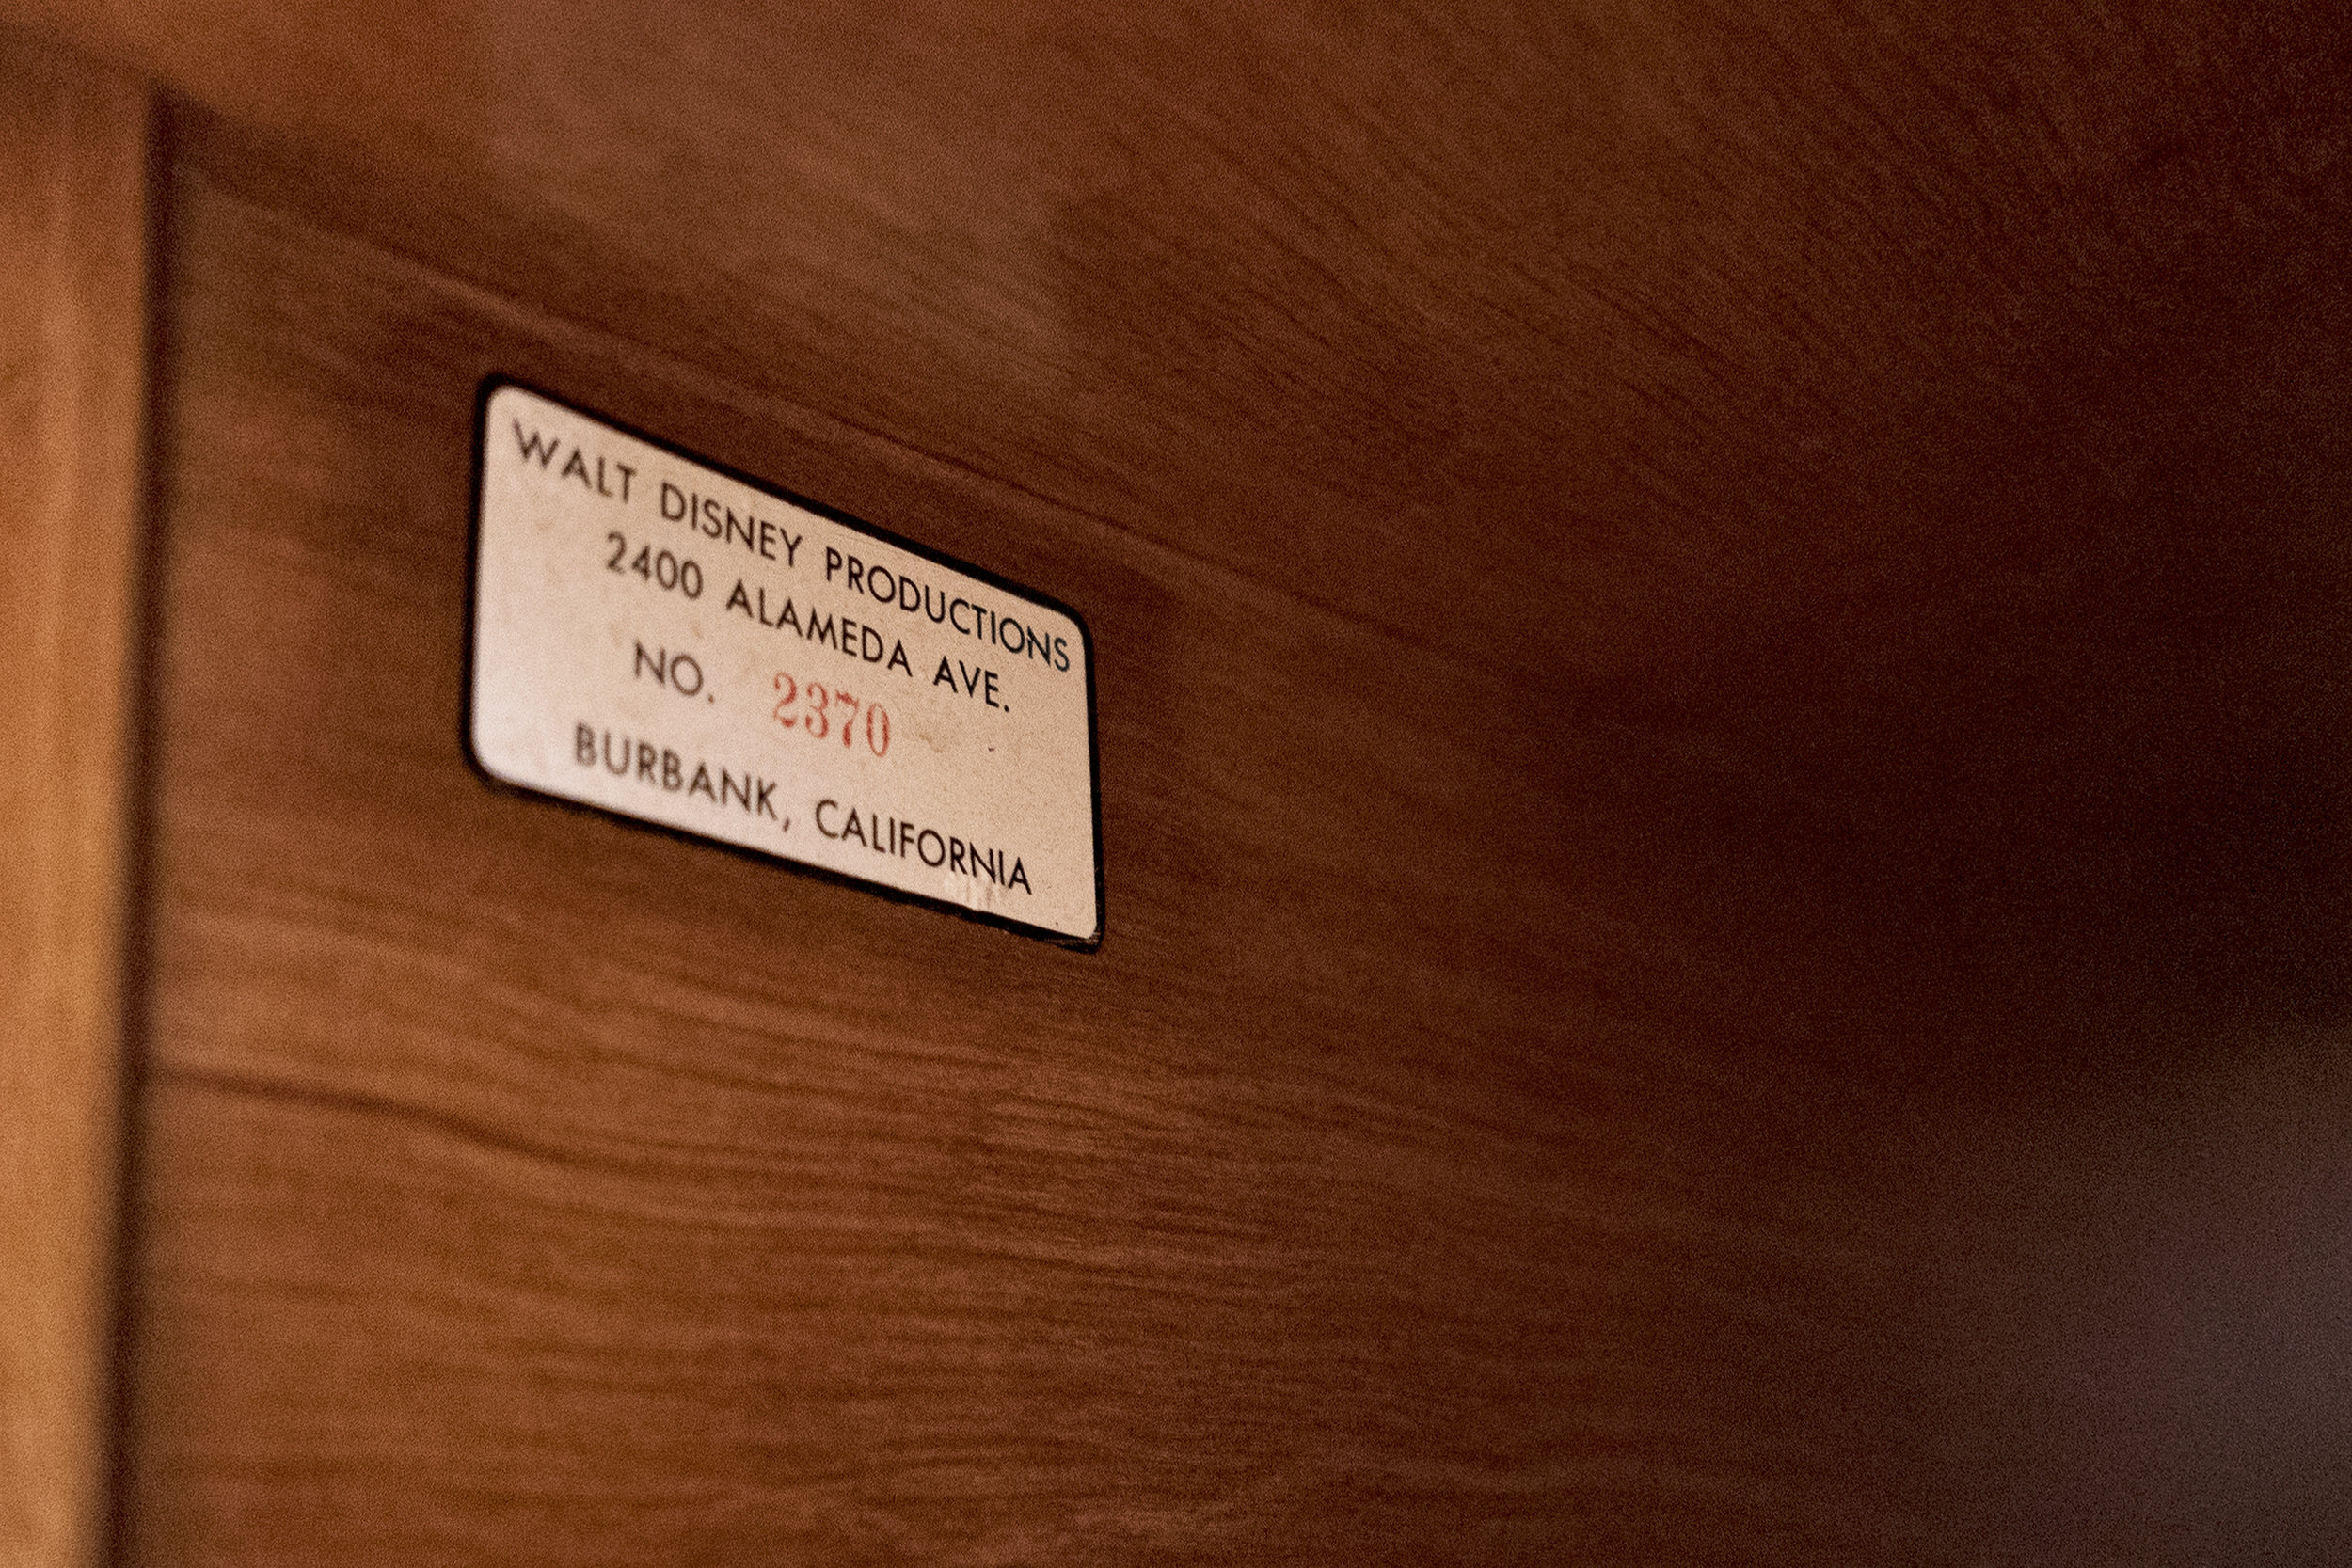 WALT DISNEY PRODUCTIONS
2400 ALAMEDA AVE.
NO. 2370
BURBANK, CALIFORNIA